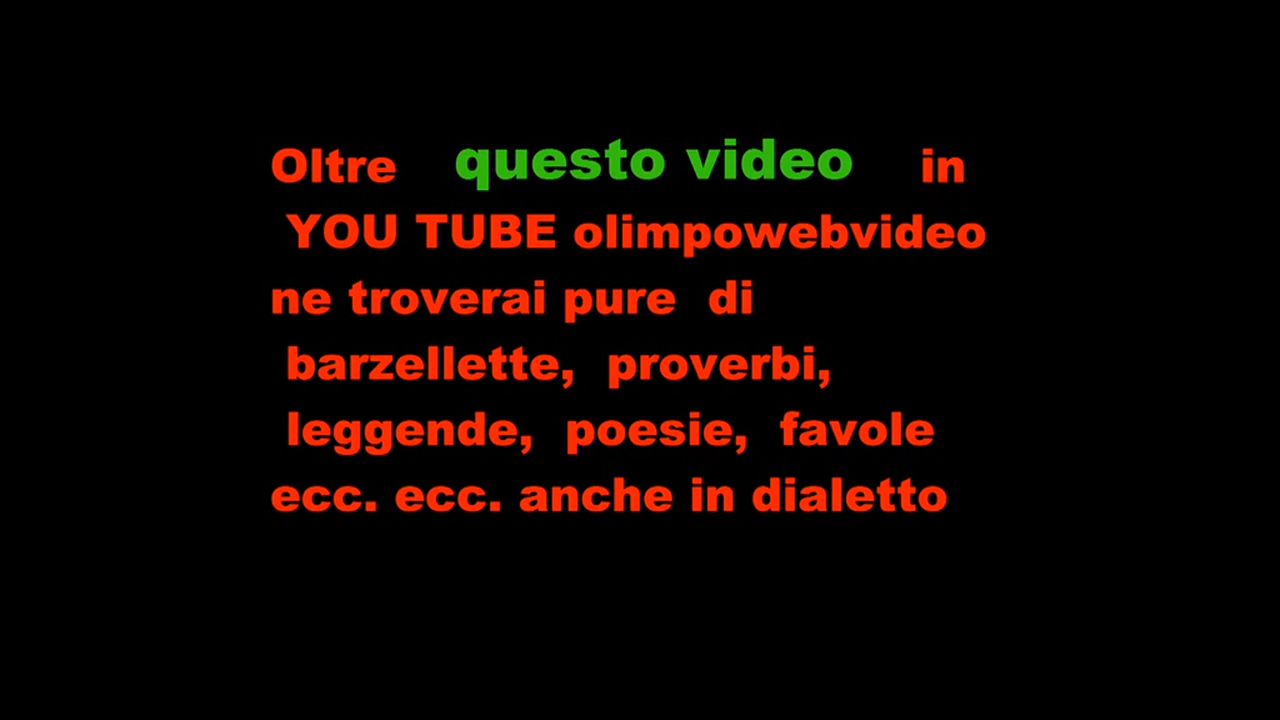 Oltre questo video in
YOU TUBE olimpowebvideo
ne troverai pure di
barzellette, proverbi,
leggende, poesie, favole
ecc. ecc. anche in dialetto